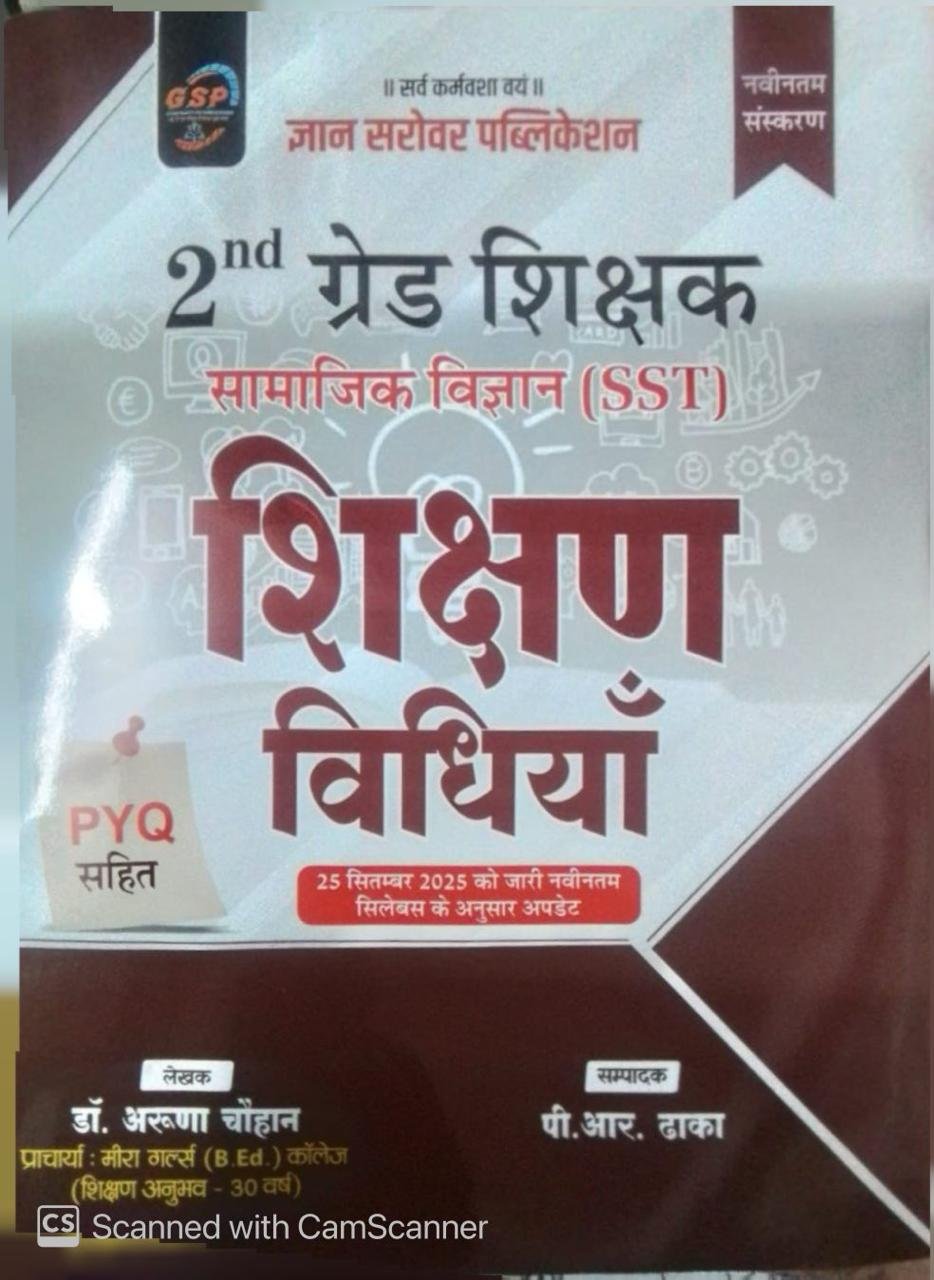 GSP
॥ सर्व कर्मवशा वयं ॥
ज्ञान सरोवर पब्लिकेशन
नवीनतम
संस्करण
2nd ग्रेड शिक्षक
सामाजिक विज्ञान (SST)
शिक्षण
विधियाँ
PYQ
सहित
25 सितम्बर 2025 को जारी नवीनतम
सिलेबस के अनुसार अपडेट
लेखक
डॉ. अरूणा चौहान
प्राचार्या : मीरा गर्ल्स (B.Ed.) कॉलेज
(शिक्षण अनुभव - 30 वर्ष)
सम्पादक
पी.आर. ढाका
CS Scanned with CamScanner